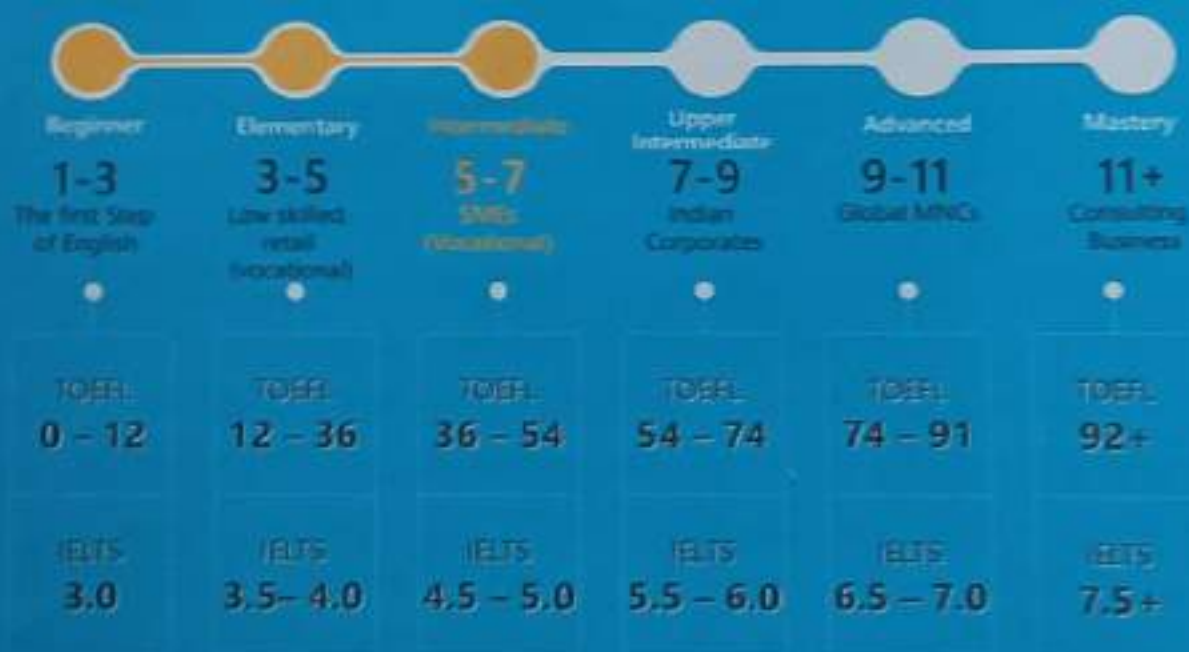 Beginner
1-3
The first Step
of English
Elementary
3-5
Low skilled
retail
(vocational)
Intermediate
5-7
SMEs
(Vocational)
Upper
Intermediate
7-9
Indian
Corporates
Advanced
9-11
Global MNCs
Mastery
11+
Consulting
Business
TOEFL
0 – 12
TOEFL
12 – 36
TOEFL
36 – 54
TOEFL
54 – 74
TOEFL
74 – 91
TOEFL
92+
IELTS
3.0
IELTS
3.5– 4.0
IELTS
4.5 – 5.0
IELTS
5.5 – 6.0
IELTS
6.5 – 7.0
IELTS
7.5+